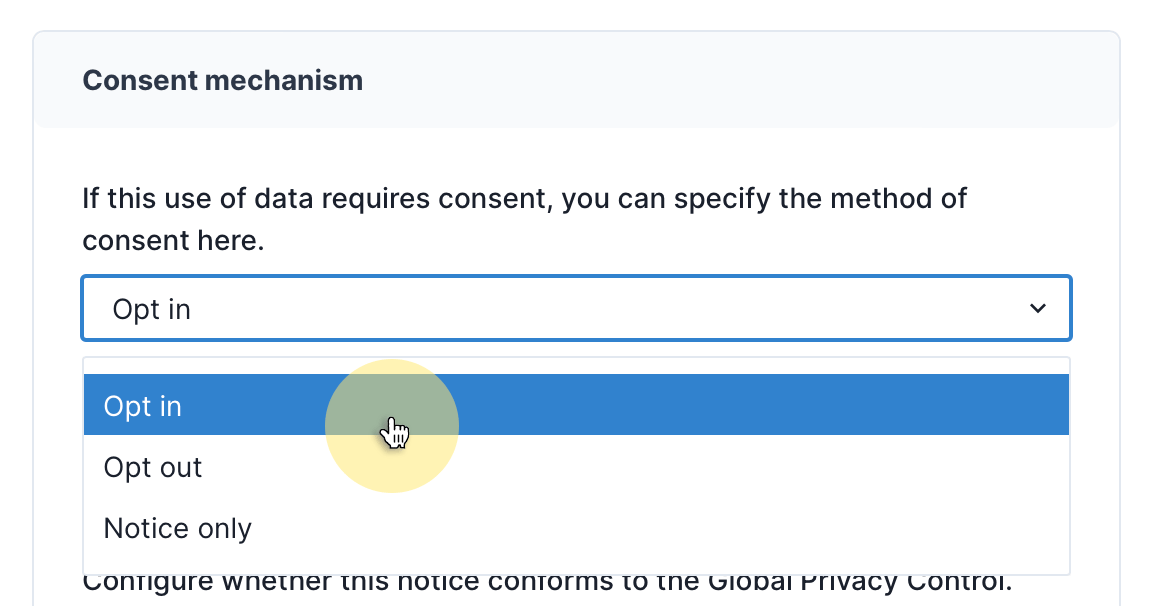 Consent mechanism
If this use of data requires consent, you can specify the method of
consent here.
Opt in
Opt in
Opt out
Notice only
Configure whether this notice conforms to the Global Privacy Control.